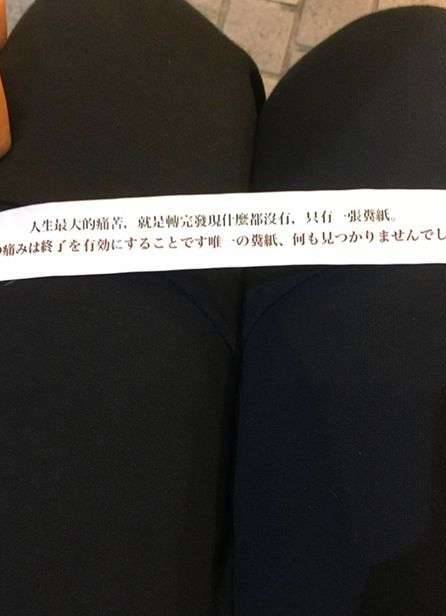 人生最大的痛苦，就是轉完發現什麼都沒有，只有一張糞紙。
の痛みは終了を有効にすることです唯一の糞紙、何も見つかりませんでし